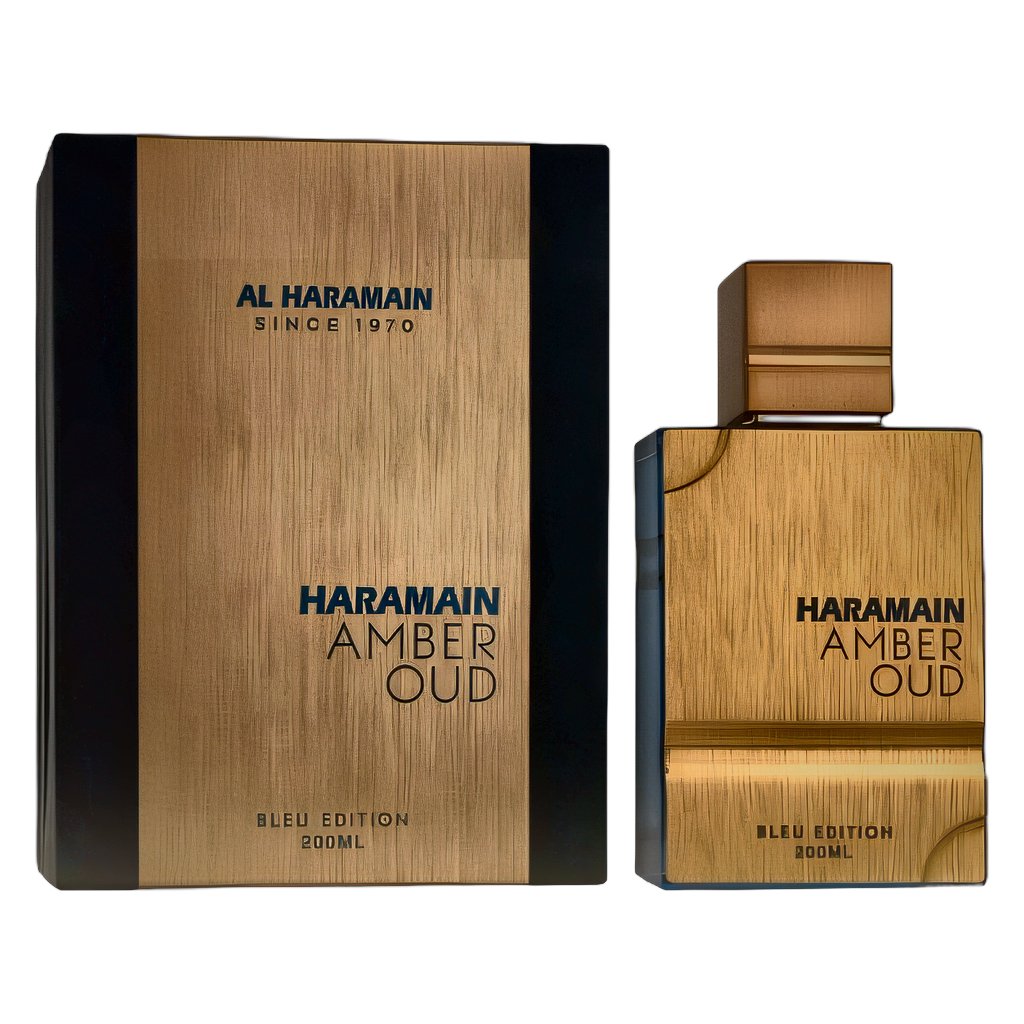 AL HARAMAIN
SINCE 1970
HARAMAIN
AMBER
OUD
BLEU EDITION
200ML
HARAMAIN
AMBER
OUD
BLEU EDITION
200ML